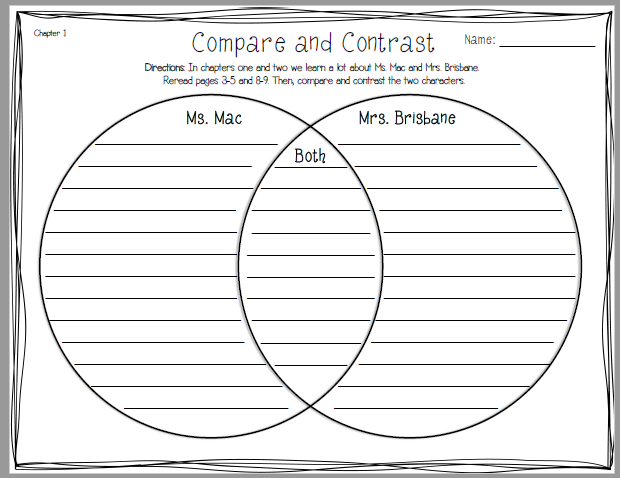 Chapter 1
Compare and Contrast
Name:
Directions: In chapters one and two we learn a lot about Ms. Mac and Mrs. Brisbane.
Reread pages 3-5 and 8-9. Then, compare and contrast the two characters.
Ms. Mac
Mrs. Brisbane
Both